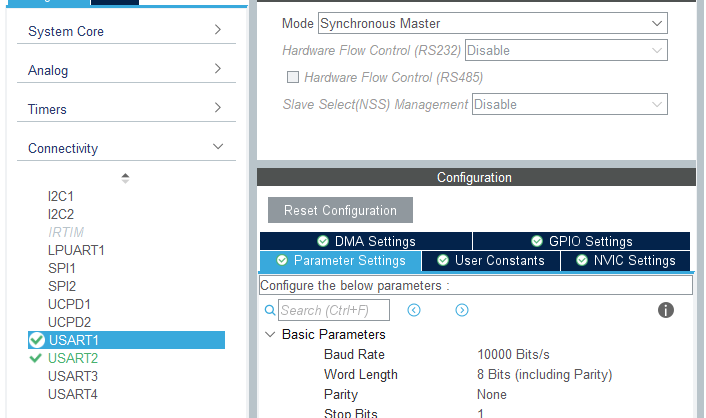 System Core
Analog
Timers
Connectivity
I2C1
I2C2
IRTIM
LPUART1
SPI1
SPI2
UCPD1
UCPD2
USART1
USART2
USART3
USART4
Mode Synchronous Master
Hardware Flow Control (RS232) Disable
Hardware Flow Control (RS485)
Slave Select(NSS) Management Disable
Configuration
Reset Configuration
DMA Settings GPIO Settings
Parameter Settings User Constants NVIC Settings
Configure the below parameters :
Search (Ctrl+F)
Basic Parameters
Baud Rate 10000 Bits/s
Word Length 8 Bits (including Parity)
Parity None
Stop Bits 1